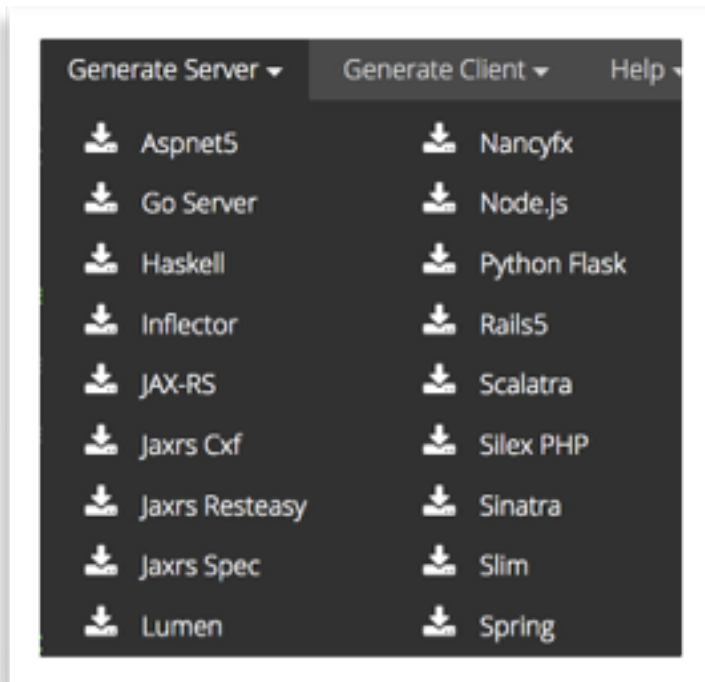 Generate Server Generate Client Help
Aspnet5 Nancyfx
Go Server Node.js
Haskell Python Flask
Inflector Rails5
JAX-RS Scalatra
Jaxrs Cxf Silex PHP
Jaxrs Resteasy Sinatra
Jaxrs Spec Slim
Lumen Spring